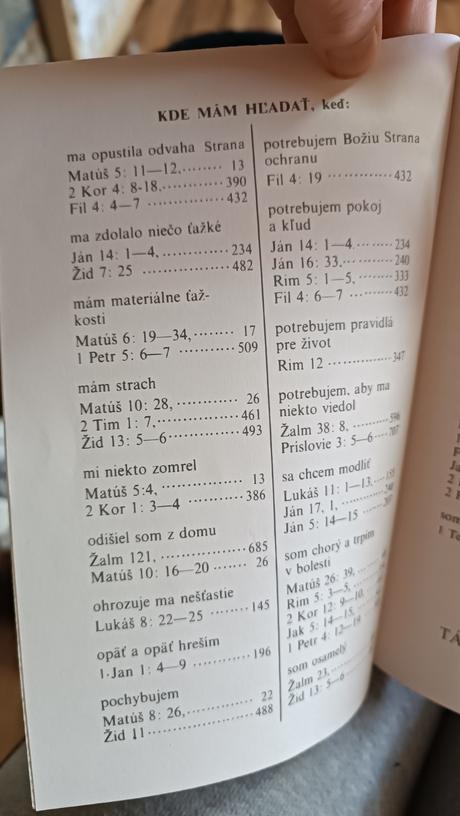 KDE MÁM HĽADAŤ, keď:
ma opustila odvaha Strana
Matúš 5: 11—12,........ 13
2 Kor 4: 8-18,............ 390
Fil 4: 4—7 ............... 432
ma zdolalo niečo ťažké
Ján 14: 1—4, ............. 234
Žid 7: 25 ................. 482
mám materiálne ťaž-
kosti
Matúš 6: 19—34, ........ 17
1 Petr 5: 6—7 ........... 509
mám strach
Matúš 10: 28, ............ 26
2 Tim 1: 7, ................ 461
Žid 13: 5—6 .............. 493
mi niekto zomrel
Matúš 5:4, ............... 13
2 Kor 1: 3—4 ............ 386
odišiel som z domu
Žalm 121, ................ 685
Matúš 10: 16—20 ....... 26
ohrozuje ma nešťastie
Lukáš 8: 22—25 ........ 145
opäť a opäť hreším
1·Jan 1: 4—9 ............ 196
pochybujem
Matúš 8: 26, .............. 22
Žid 11 ..................... 488
potrebujem Božiu Strana
ochranu
Fil 4: 19 ............... 432
potrebujem pokoj
a kľud
Ján 14: 1—4 ......... 234
Ján 16: 33, ........... 240
Rim 5: 1—5, ......... 333
Fil 4: 6—7 ........... 432
potrebujem pravidlá
pre život
Rim 12 ................ 347
potrebujem, aby ma
niekto viedol
Žalm 38: 8, ..........
Príslovie 3: 5—6 .....
sa chcem modliť
Lukáš 11: 1—13, .....
Ján 17, 1, ............
Ján 5: 14—15 .......
som chorý a trpím
v bolesti
Matúš 26: 39, .......
Rim 5: 3—5, ........
2 Kor 12: 9—10, ....
Jak 5: 14—15, .......
1 Petr 4: 12—19
som osamelý
Žalm 23, ............
Žid 13: 5—6 ........